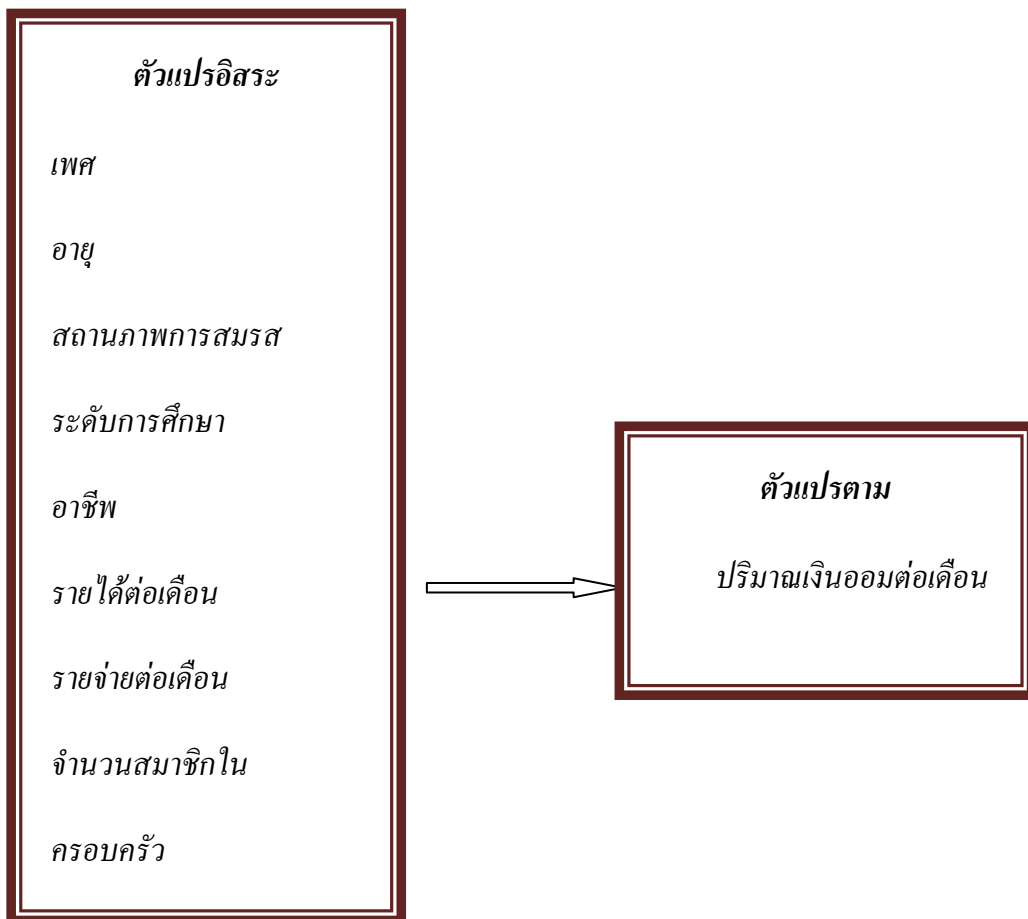 ตัวแปรอิสระ
เพศ
อายุ
สถานภาพการสมรส
ระดับการศึกษา
อาชีพ
รายได้ต่อเดือน
รายจ่ายต่อเดือน
จำนวนสมาชิกใน
ครอบครัว
ตัวแปรตาม
ปริมาณเงินออมต่อเดือน